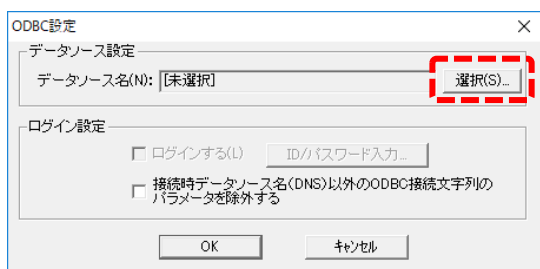 ODBC設定
データソース設定
データソース名(N): [未選択] 選択(S)...
ログイン設定
ログインする(L) ID/パスワード入力...
接続時データソース名(DNS)以外のODBC接続文字列の
パラメータを除外する
OK キャンセル